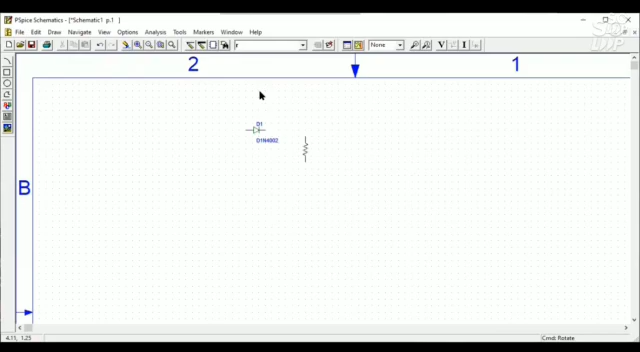 PSpice Schematics - [*Schematic1 p.1 ]
File Edit Draw Navigate View Options Analysis Tools Markers Window Help
r
None
V
I
2
1
D1
D1N4002
B
4.11, 1.25
Cmd: Rotate